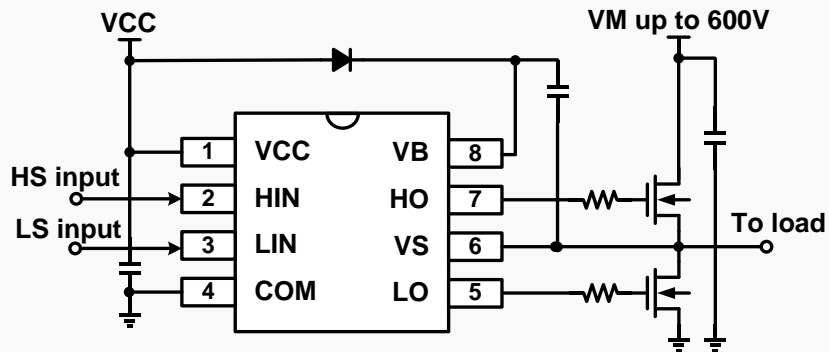 VCC
VM up to 600V
1 VCC VB 8
HS input
2 HIN HO 7
LS input
3 LIN VS 6
To load
4 COM LO 5